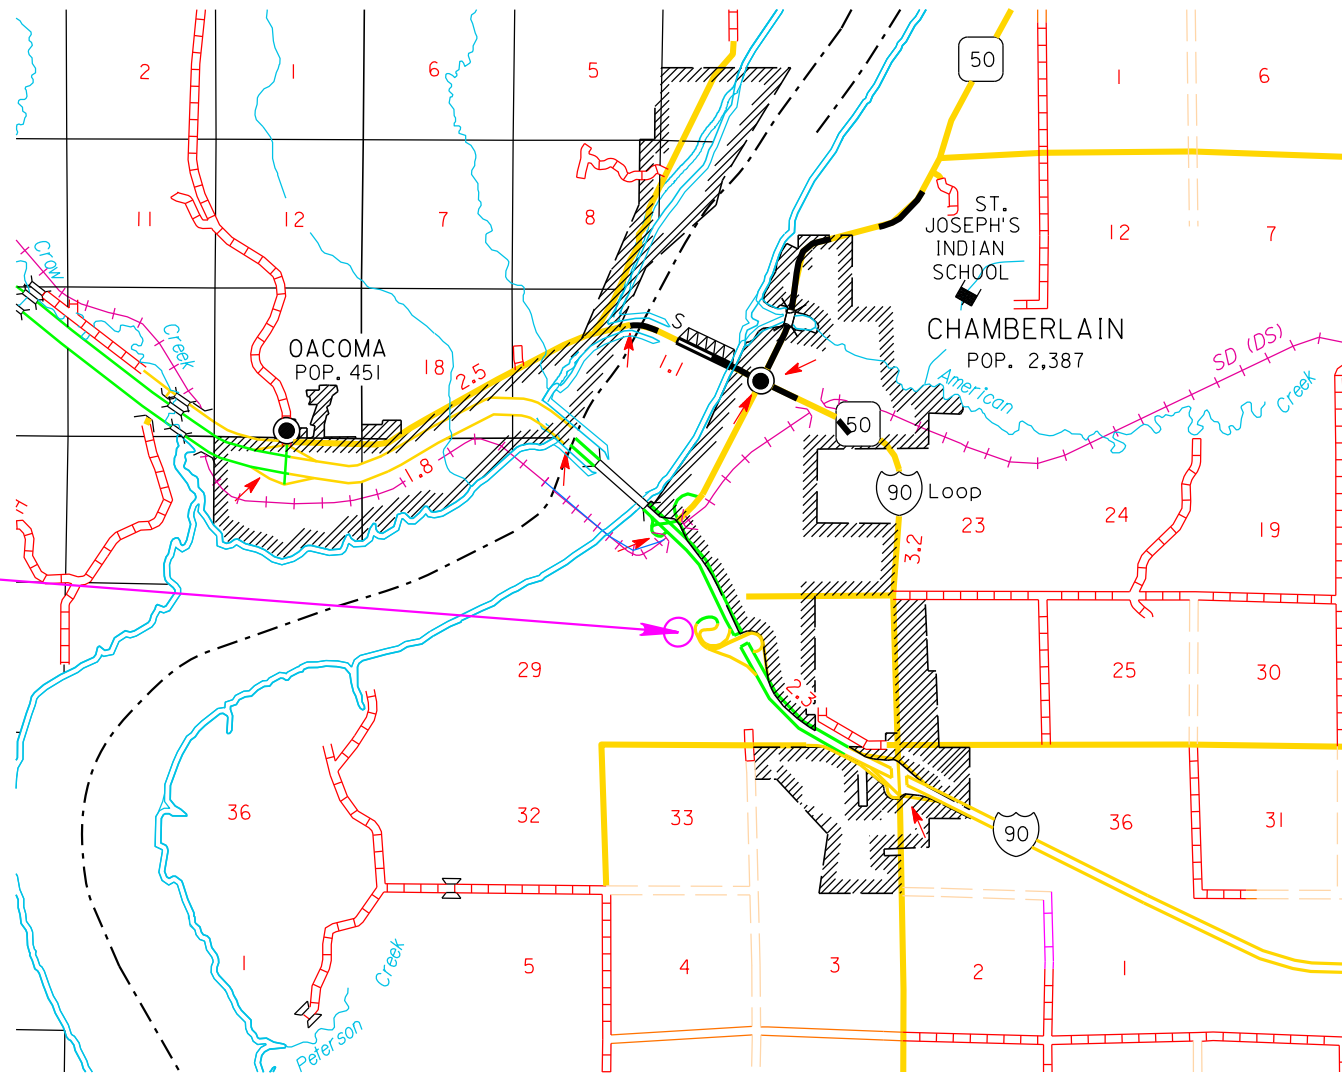 50
2
1
6
5
1
6
11
12
7
8
ST.
JOSEPH'S
INDIAN
SCHOOL
12
7
Crow
Creek
S
CHAMBERLAIN
POP. 2,387
SD (DS)
OACOMA
POP. 451
18
2.5
1.1
American
Creek
50
1.8
90 Loop
23
24
19
3.2
29
25
30
2.3
36
32
33
90
36
31
1
5
4
3
2
1
Creek
Peterson